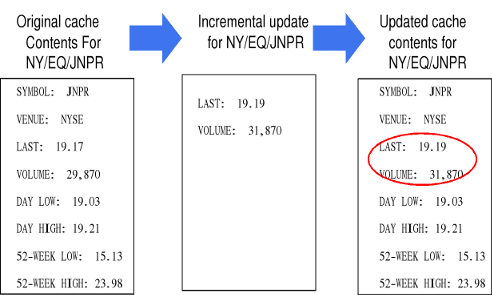 Original cache
Contents For
NY/EQ/JNPR
SYMBOL: JNPR
VENUE: NYSE
LAST: 19.17
VOLUME: 29,870
DAY LOW: 19.03
DAY HIGH: 19.21
52-WEEK LOW: 15.13
52-WEEK HIGH: 23.98
Incremental update
for NY/EQ/JNPR
LAST: 19.19
VOLUME: 31,870
Updated cache
contents for
NY/EQ/JNPR
SYMBOL: JNPR
VENUE: NYSE
LAST: 19.19
VOLUME: 31,870
DAY LOW: 19.03
DAY HIGH: 19.21
52-WEEK LOW: 15.13
52-WEEK HIGH: 23.98